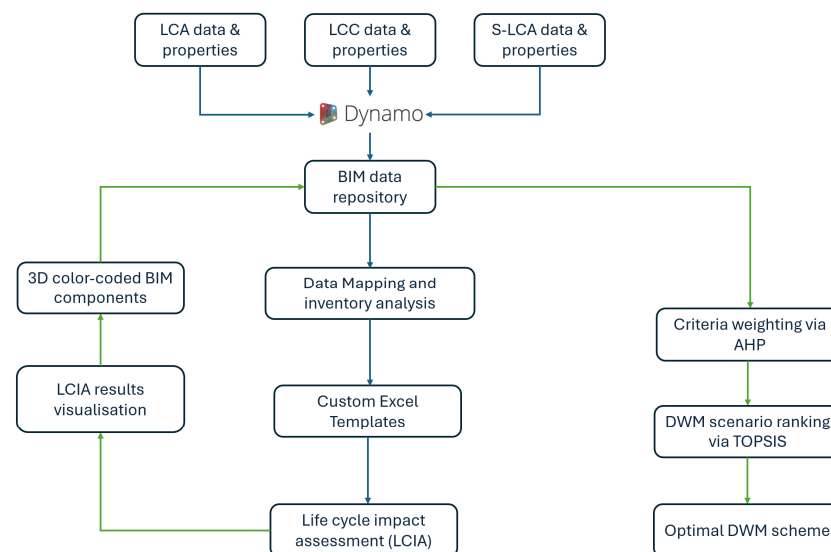 LCA data &
properties
LCC data &
properties
S-LCA data &
properties
Dynamo
BIM data
repository
3D color-coded BIM
components
Data Mapping and
inventory analysis
Criteria weighting via
AHP
LCIA results
visualisation
Custom Excel
Templates
DWM scenario ranking
via TOPSIS
Life cycle impact
assessment (LCIA)
Optimal DWM scheme